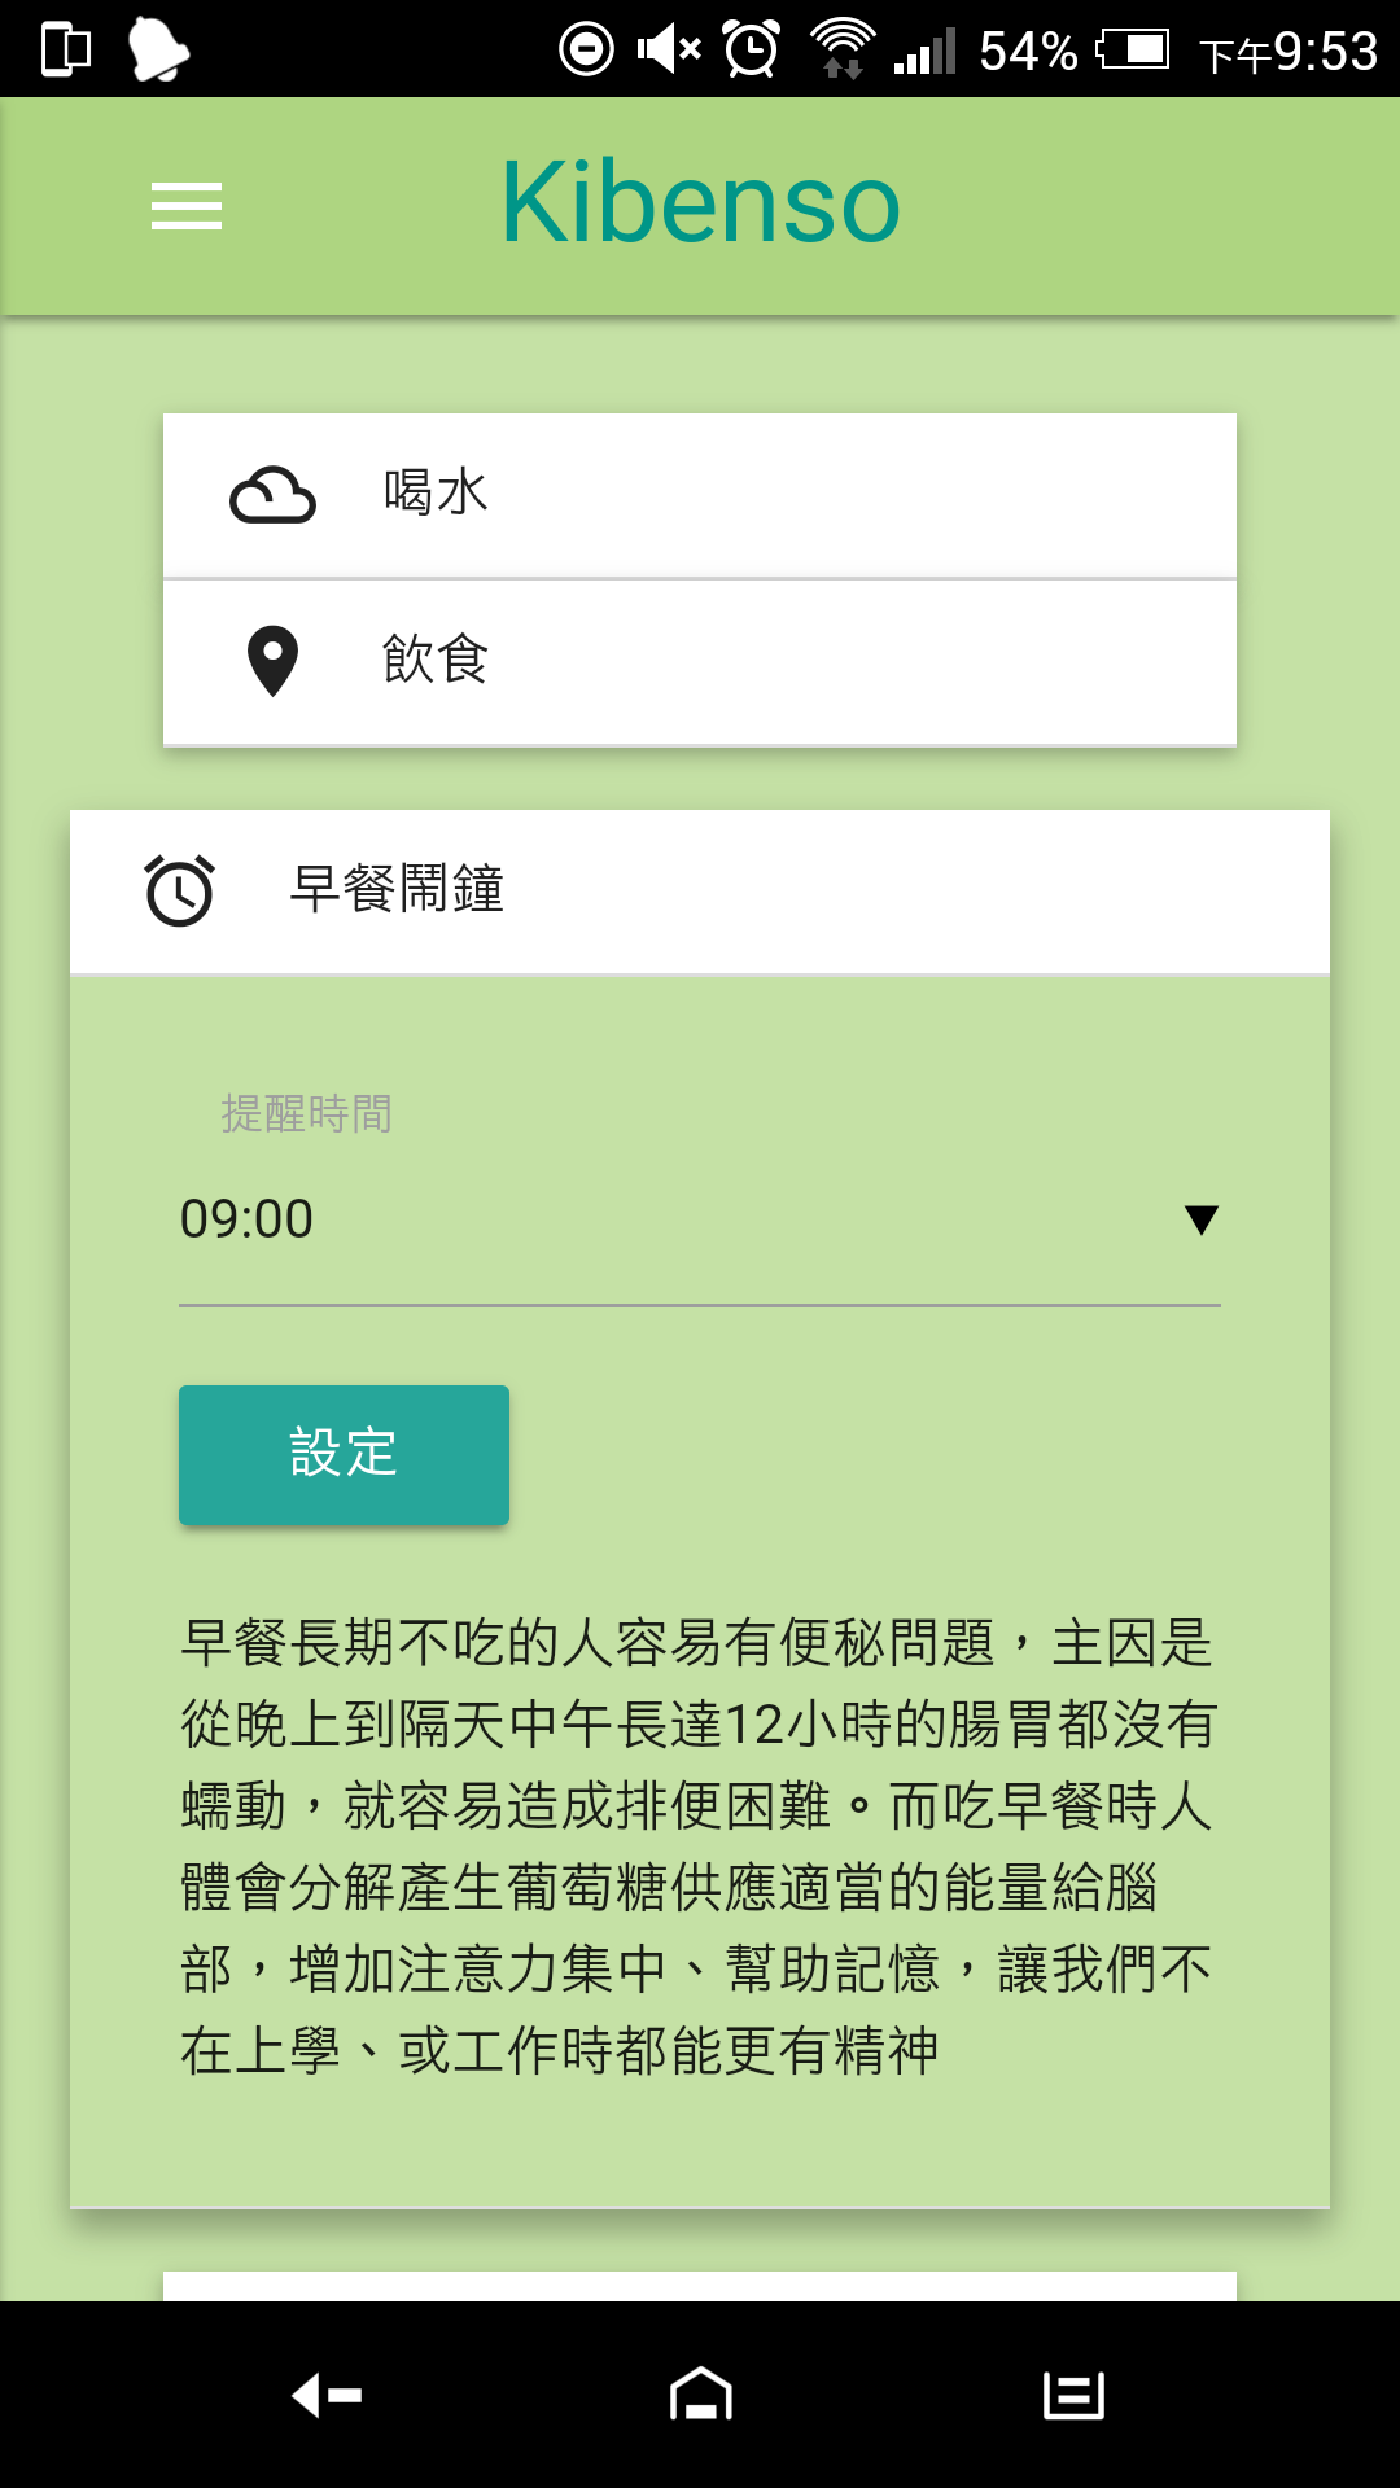 54% 下午9:53
Kibenso
喝水
飲食
早餐鬧鐘
提醒時間
09:00
設定
早餐長期不吃的人容易有便秘問題，主因是
從晚上到隔天中午長達12小時的腸胃都沒有
蠕動，就容易造成排便困難。而吃早餐時人
體會分解產生葡萄糖供應適當的能量給腦
部，增加注意力集中、幫助記憶，讓我們不
在上學、或工作時都能更有精神